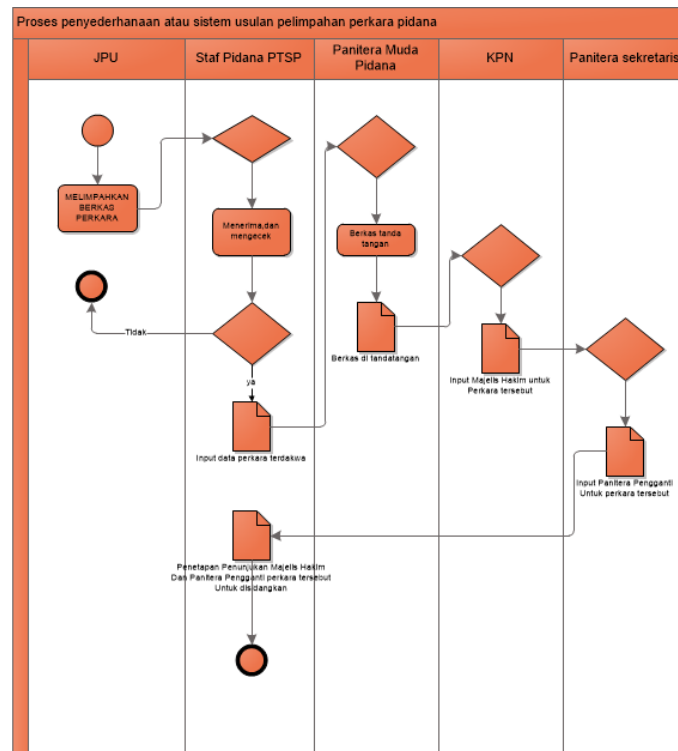 Proses penyederhanaan atau sistem usulan pelimpahan perkara pidana
JPU
Staf Pidana PTSP
Panitera Muda
Pidana
KPN
Panitera sekretaris
MELIMPAHKAN
BERKAS
PERKARA
Menerima,dan
mengecek
Berkas tanda
tangan
Tidak
ya
Berkas di tandatangan
Input Majelis Hakim untuk
Perkara tersebut
Input data perkara terdakwa
Input Panitera Pengganti
Untuk perkara tersebut
Penetapan Penunjukan Majelis Hakim
Dan Panitera Pengganti perkara tersebut
Untuk disidangkan